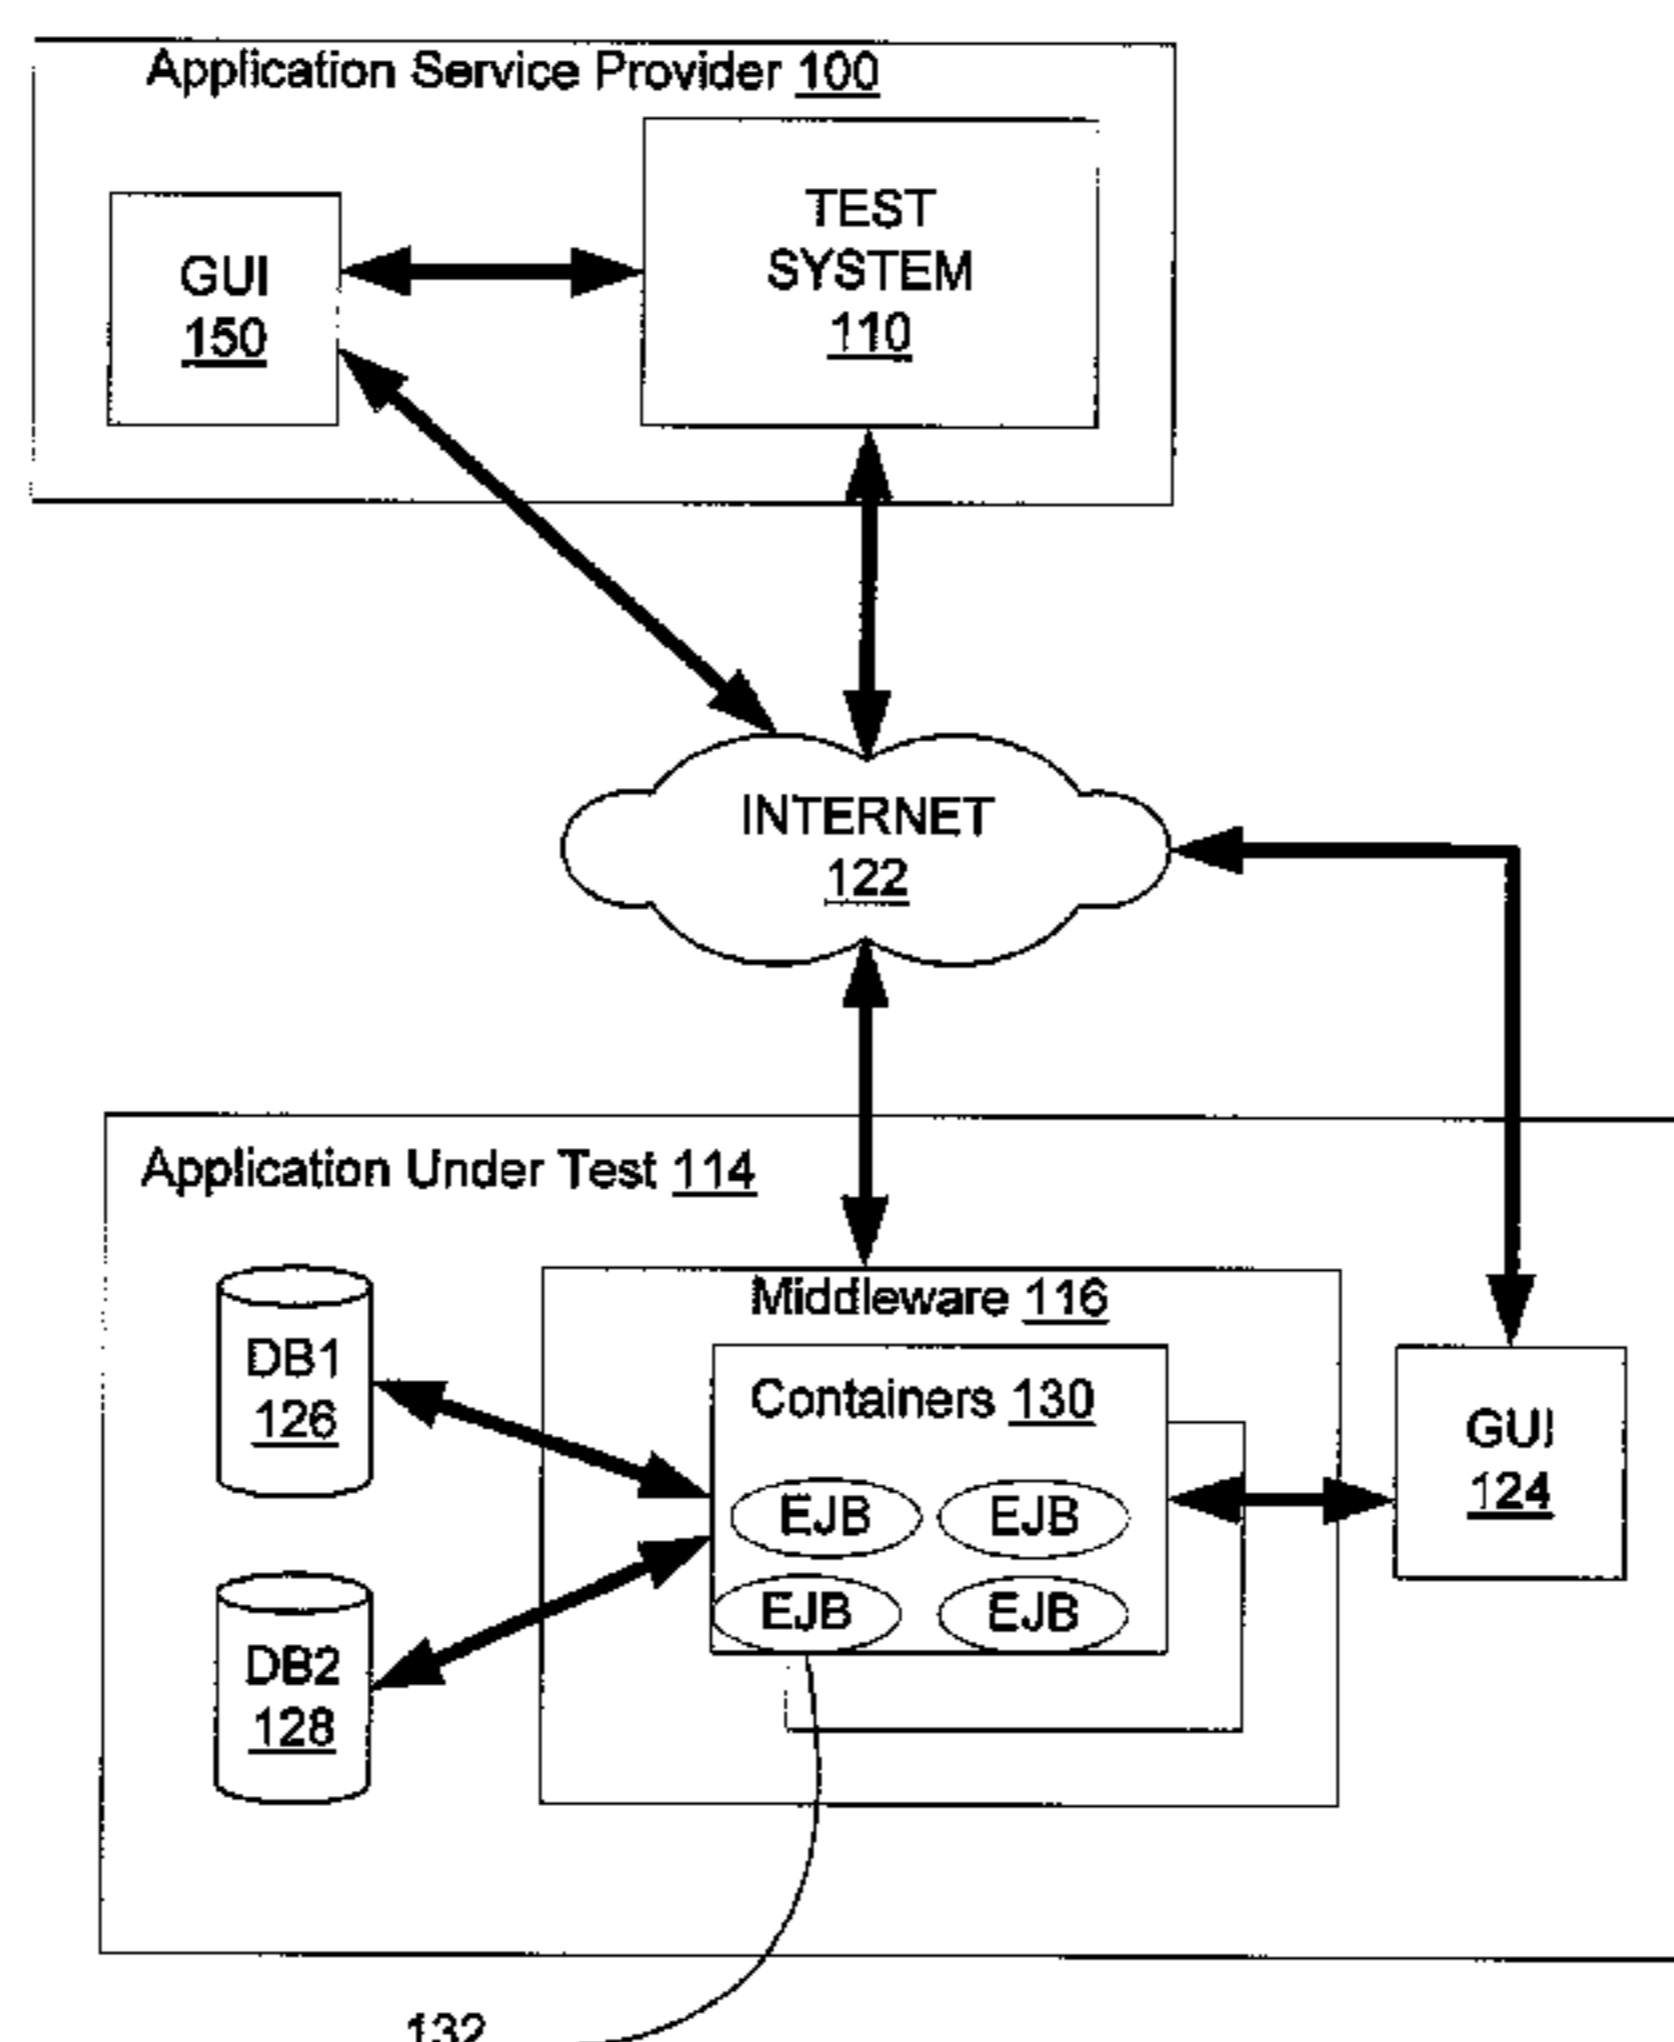 Application Service Provider 100
TEST
SYSTEM
110
GUI
150
INTERNET
122
Application Under Test 114
Middleware 116
DB1
126
Containers 130
GUI
124
EJB EJB
EJB EJB
DB2
128
132